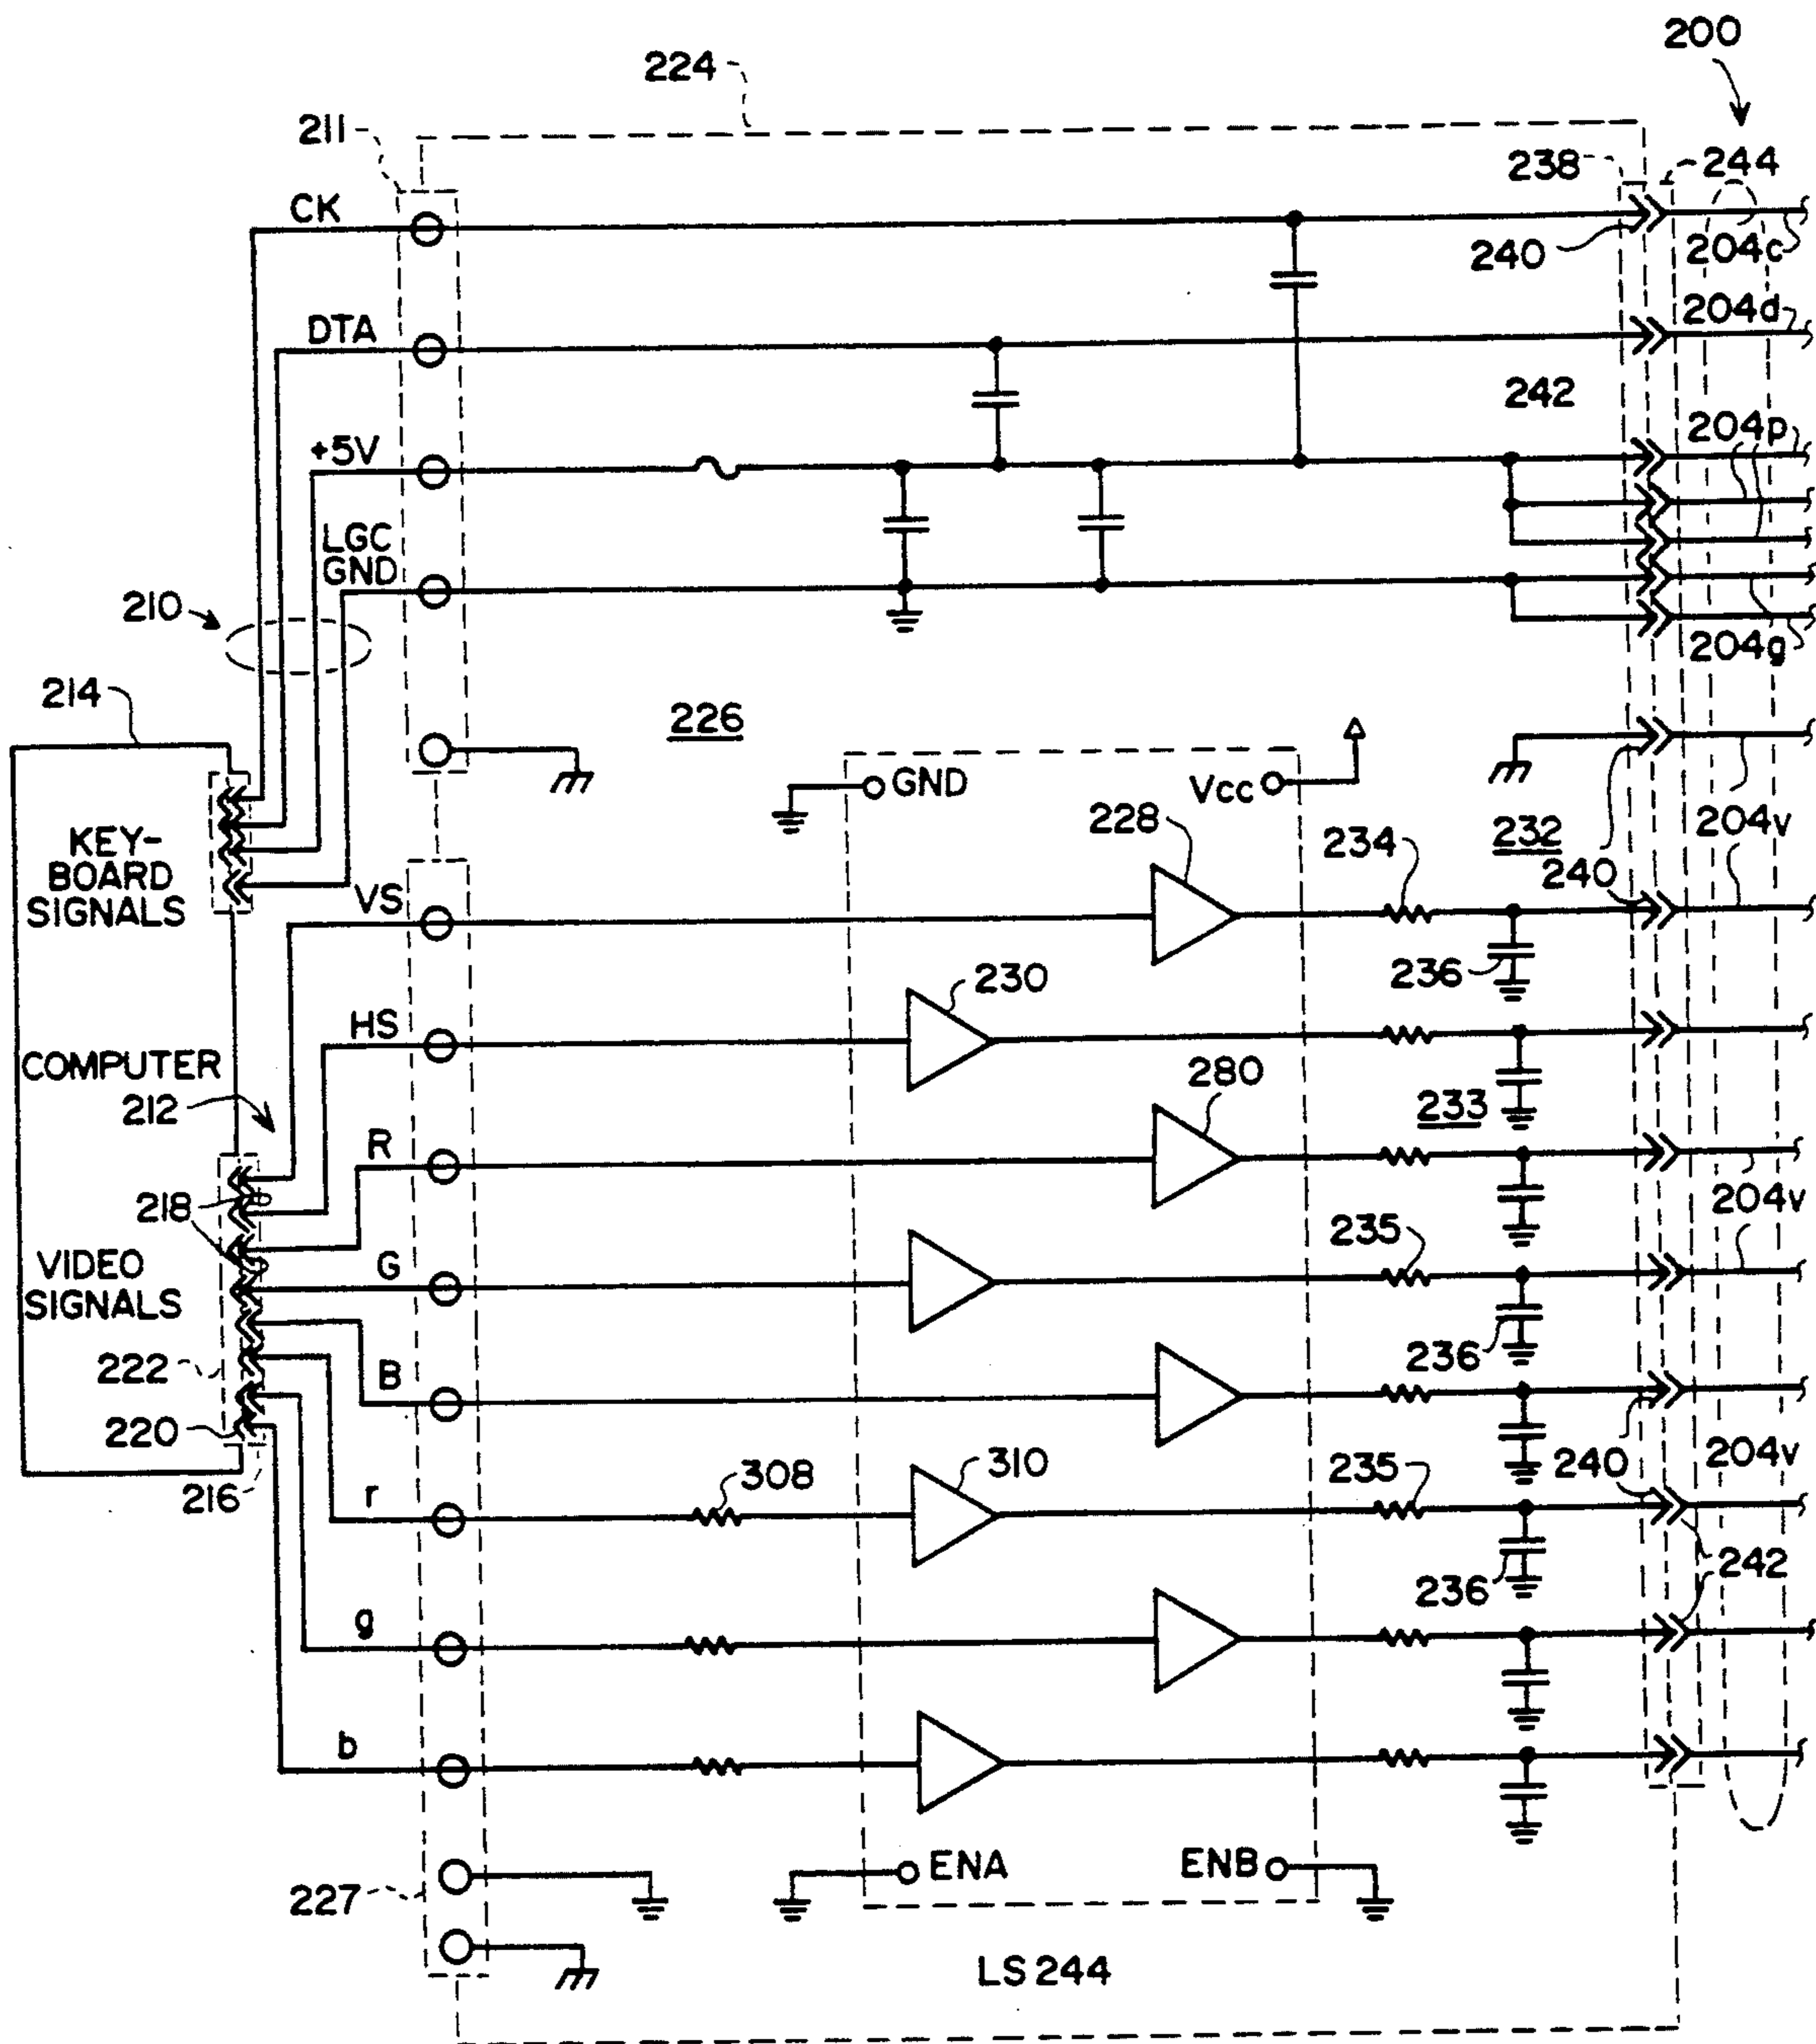 200
224
211
238
244
CK
240
204c
DTA
204d
242
+5V
204p
LGC
GND
210
204g
214
226
GND
Vcc
228
234
232
204v
240
KEY-
BOARD
SIGNALS
VS
236
230
HS
COMPUTER
280
212
233
R
218
204v
235
G
VIDEO
SIGNALS
236
222
B
220
204v
308
310
235
240
216
r
242
236
g
b
ENA
ENB
227
LS244